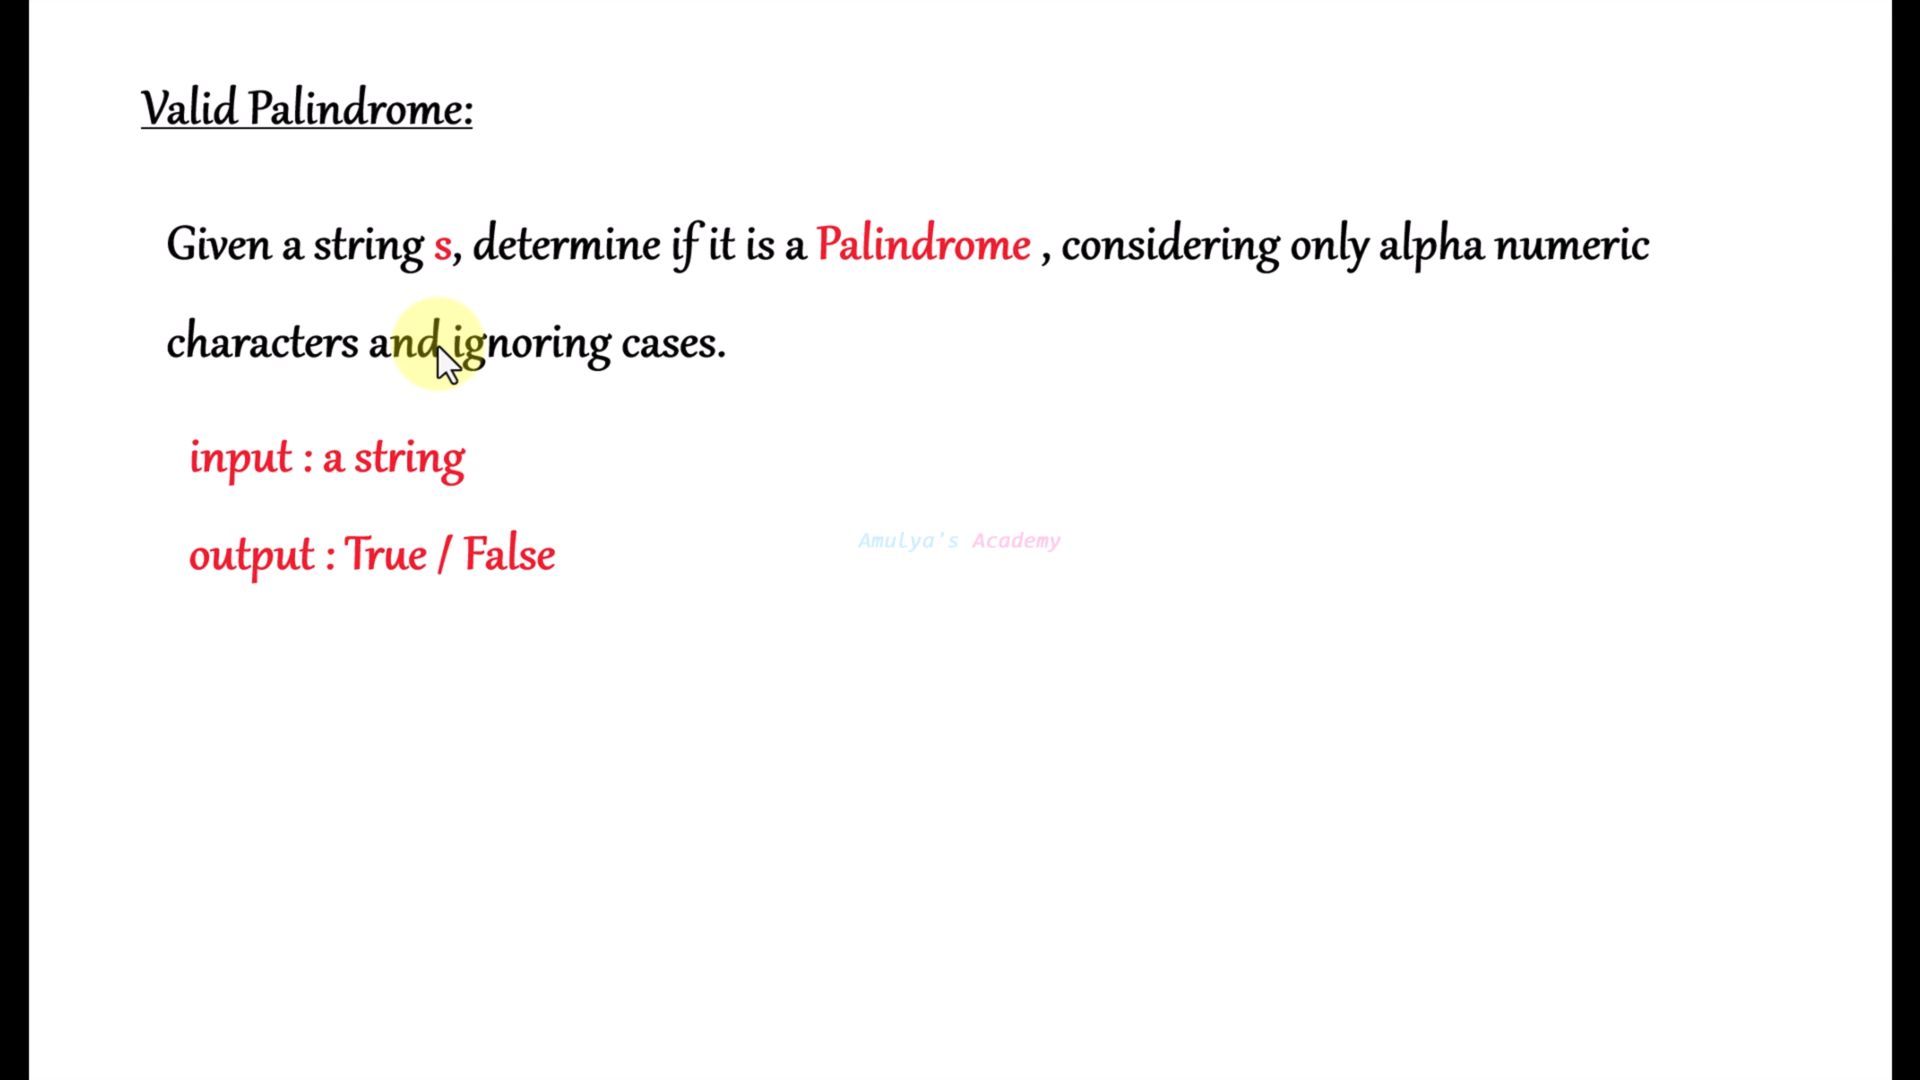 Valid Palindrome:
Given a string s, determine if it is a Palindrome , considering only alpha numeric
characters and ignoring cases.
input : a string
output : True / False
Amulya's Academy